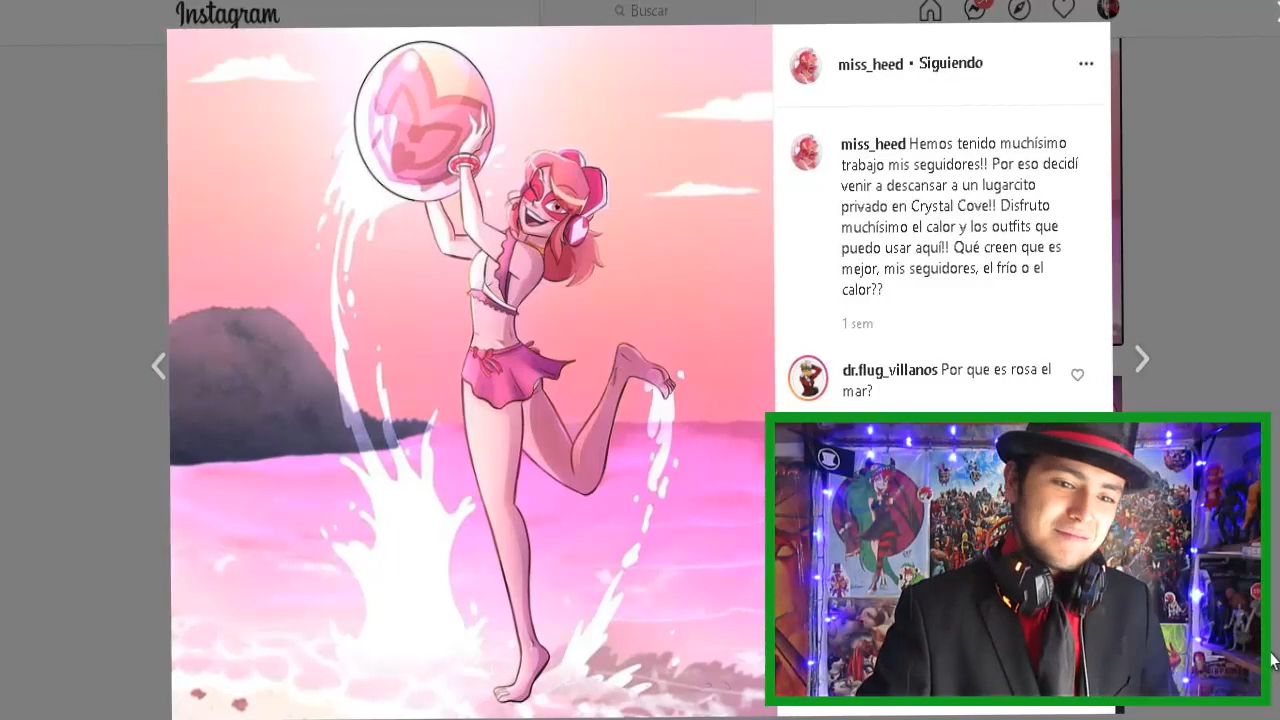 Instagram
Buscar
miss_heed • Siguiendo
miss_heed Hemos tenido muchísimo
trabajo mis seguidores!! Por eso decidí
venir a descansar a un lugarcito
privado en Crystal Cove!! Disfruto
muchísimo el calor y los outfits que
puedo usar aquí!! Qué creen que es
mejor, mis seguidores, el frío o el
calor??
1 sem
dr.flug_villanos Por que es rosa el
mar?